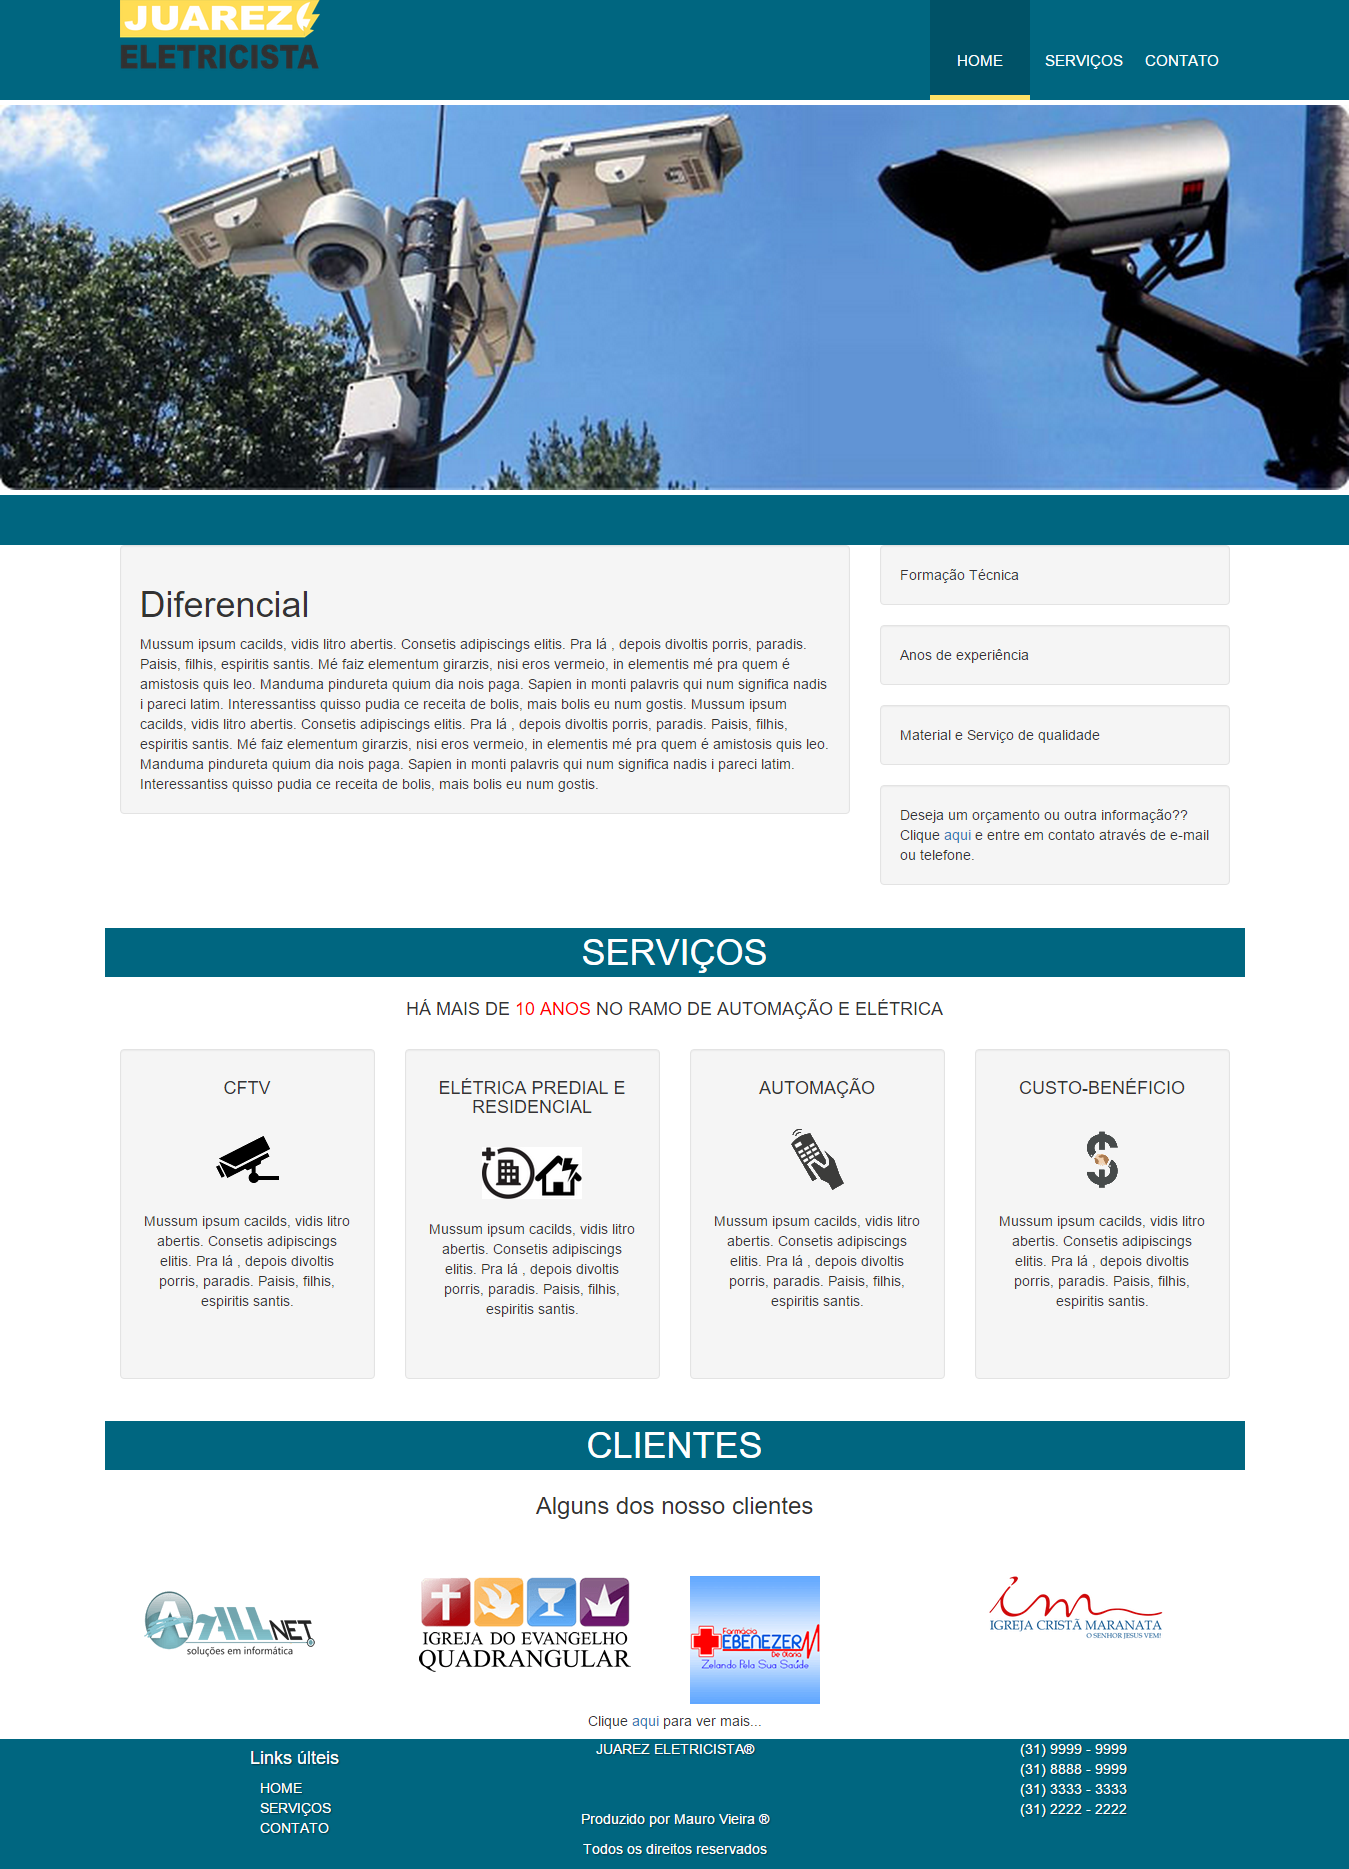 JUAREZ
ELETRICISTA
HOME
SERVIÇOS
CONTATO
Diferencial
Mussum ipsum cacilds, vidis litro abertis. Consetis adipiscings elitis. Pra lá , depois divoltis porris, paradis.
Paisis, filhis, espiritis santis. Mé faiz elementum girarzis, nisi eros vermeio, in elementis mé pra quem é
amistosis quis leo. Manduma pindureta quium dia nois paga. Sapien in monti palavris qui num significa nadis
i pareci latim. Interessantiss quisso pudia ce receita de bolis, mais bolis eu num gostis. Mussum ipsum
cacilds, vidis litro abertis. Consetis adipiscings elitis. Pra lá , depois divoltis porris, paradis. Paisis, filhis,
espiritis santis. Mé faiz elementum girarzis, nisi eros vermeio, in elementis mé pra quem é amistosis quis leo.
Manduma pindureta quium dia nois paga. Sapien in monti palavris qui num significa nadis i pareci latim.
Interessantiss quisso pudia ce receita de bolis, mais bolis eu num gostis.
Formação Técnica
Anos de experiência
Material e Serviço de qualidade
Deseja um orçamento ou outra informação??
Clique aqui e entre em contato através de e-mail
ou telefone.
SERVIÇOS
HÁ MAIS DE 10 ANOS NO RAMO DE AUTOMAÇÃO E ELÉTRICA
CFTV
Mussum ipsum cacilds, vidis litro
abertis. Consetis adipiscings
elitis. Pra lá , depois divoltis
porris, paradis. Paisis, filhis,
espiritis santis.
ELÉTRICA PREDIAL E
RESIDENCIAL
Mussum ipsum cacilds, vidis litro
abertis. Consetis adipiscings
elitis. Pra lá , depois divoltis
porris, paradis. Paisis, filhis,
espiritis santis.
AUTOMAÇÃO
Mussum ipsum cacilds, vidis litro
abertis. Consetis adipiscings
elitis. Pra lá , depois divoltis
porris, paradis. Paisis, filhis,
espiritis santis.
CUSTO-BENÉFICIO
Mussum ipsum cacilds, vidis litro
abertis. Consetis adipiscings
elitis. Pra lá , depois divoltis
porris, paradis. Paisis, filhis,
espiritis santis.
CLIENTES
Alguns dos nosso clientes
ATALLNET®
soluções em informática
IGREJA DO EVANGELHO
QUADRANGULAR
Farmácia
EBENEZER
De Otaria
Zelando Pela Sua Saúde
im
IGREJA CRISTÃ MARANATA
O SENHOR JESUS VEM!
Clique aqui para ver mais...
Links últeis
HOME
SERVIÇOS
CONTATO
JUAREZ ELETRICISTA®
Produzido por Mauro Vieira ®
Todos os direitos reservados
(31) 9999 - 9999
(31) 8888 - 9999
(31) 3333 - 3333
(31) 2222 - 2222